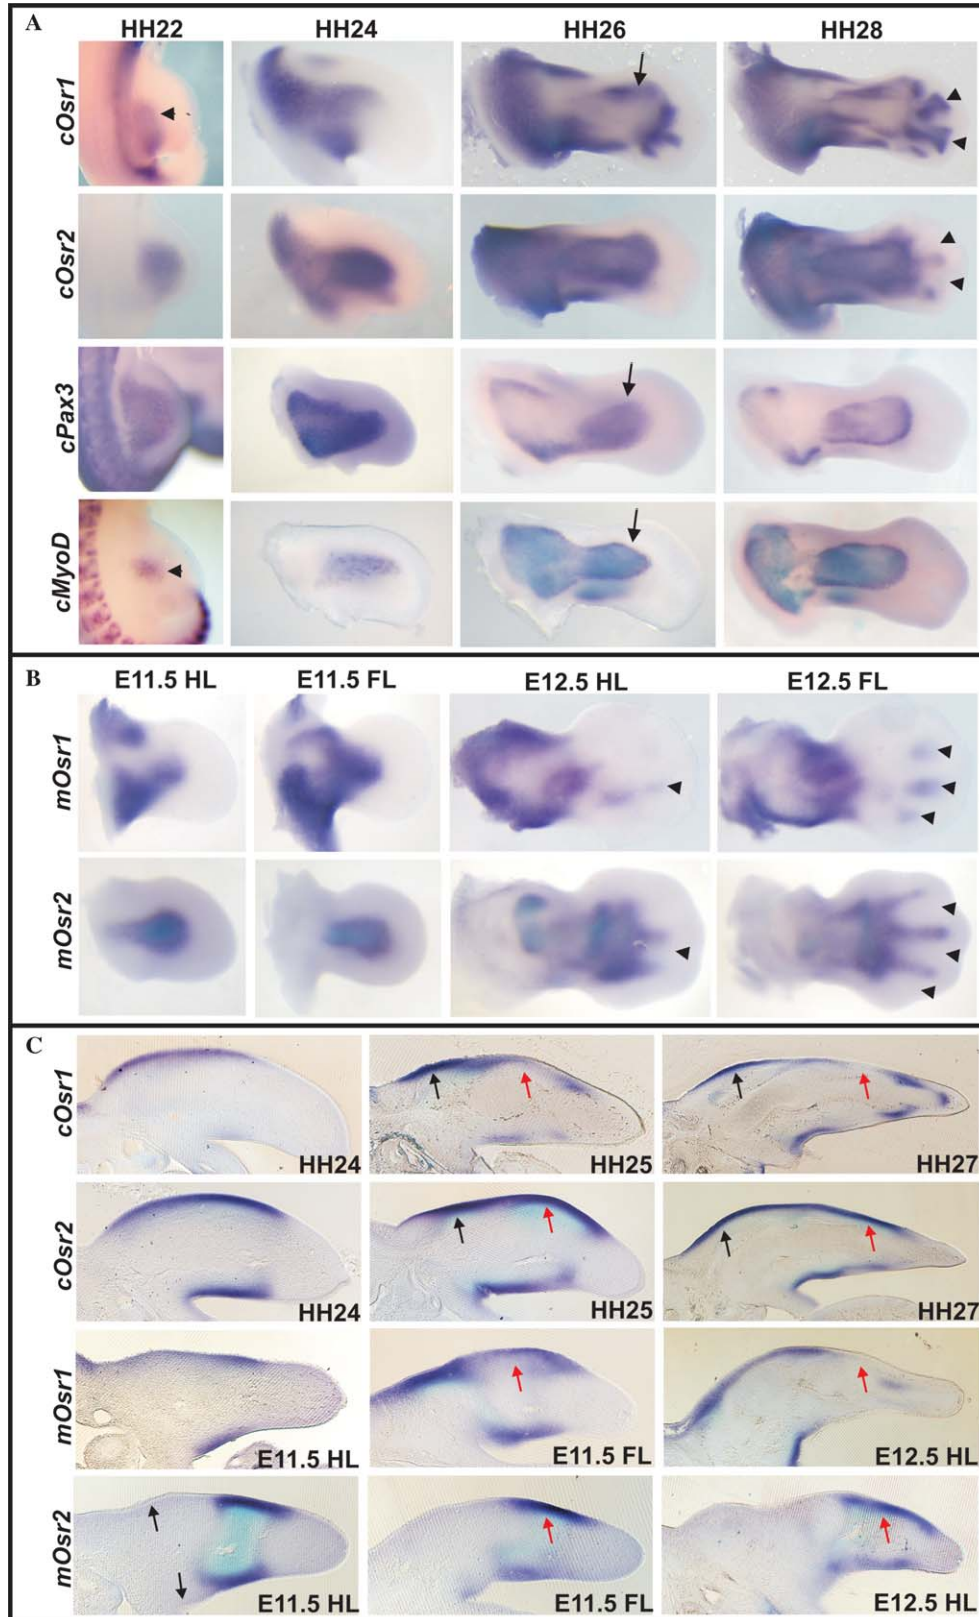 A
HH22 HH24 HH26 HH28
cOsr1
cOsr2
cPax3
cMyoD
B
E11.5 HL E11.5 FL E12.5 HL E12.5 FL
mOsr1
mOsr2
C
cOsr1
HH24 HH25 HH27
cOsr2
HH24 HH25 HH27
mOsr1
E11.5 HL E11.5 FL E12.5 HL
mOsr2
E11.5 HL E11.5 FL E12.5 HL